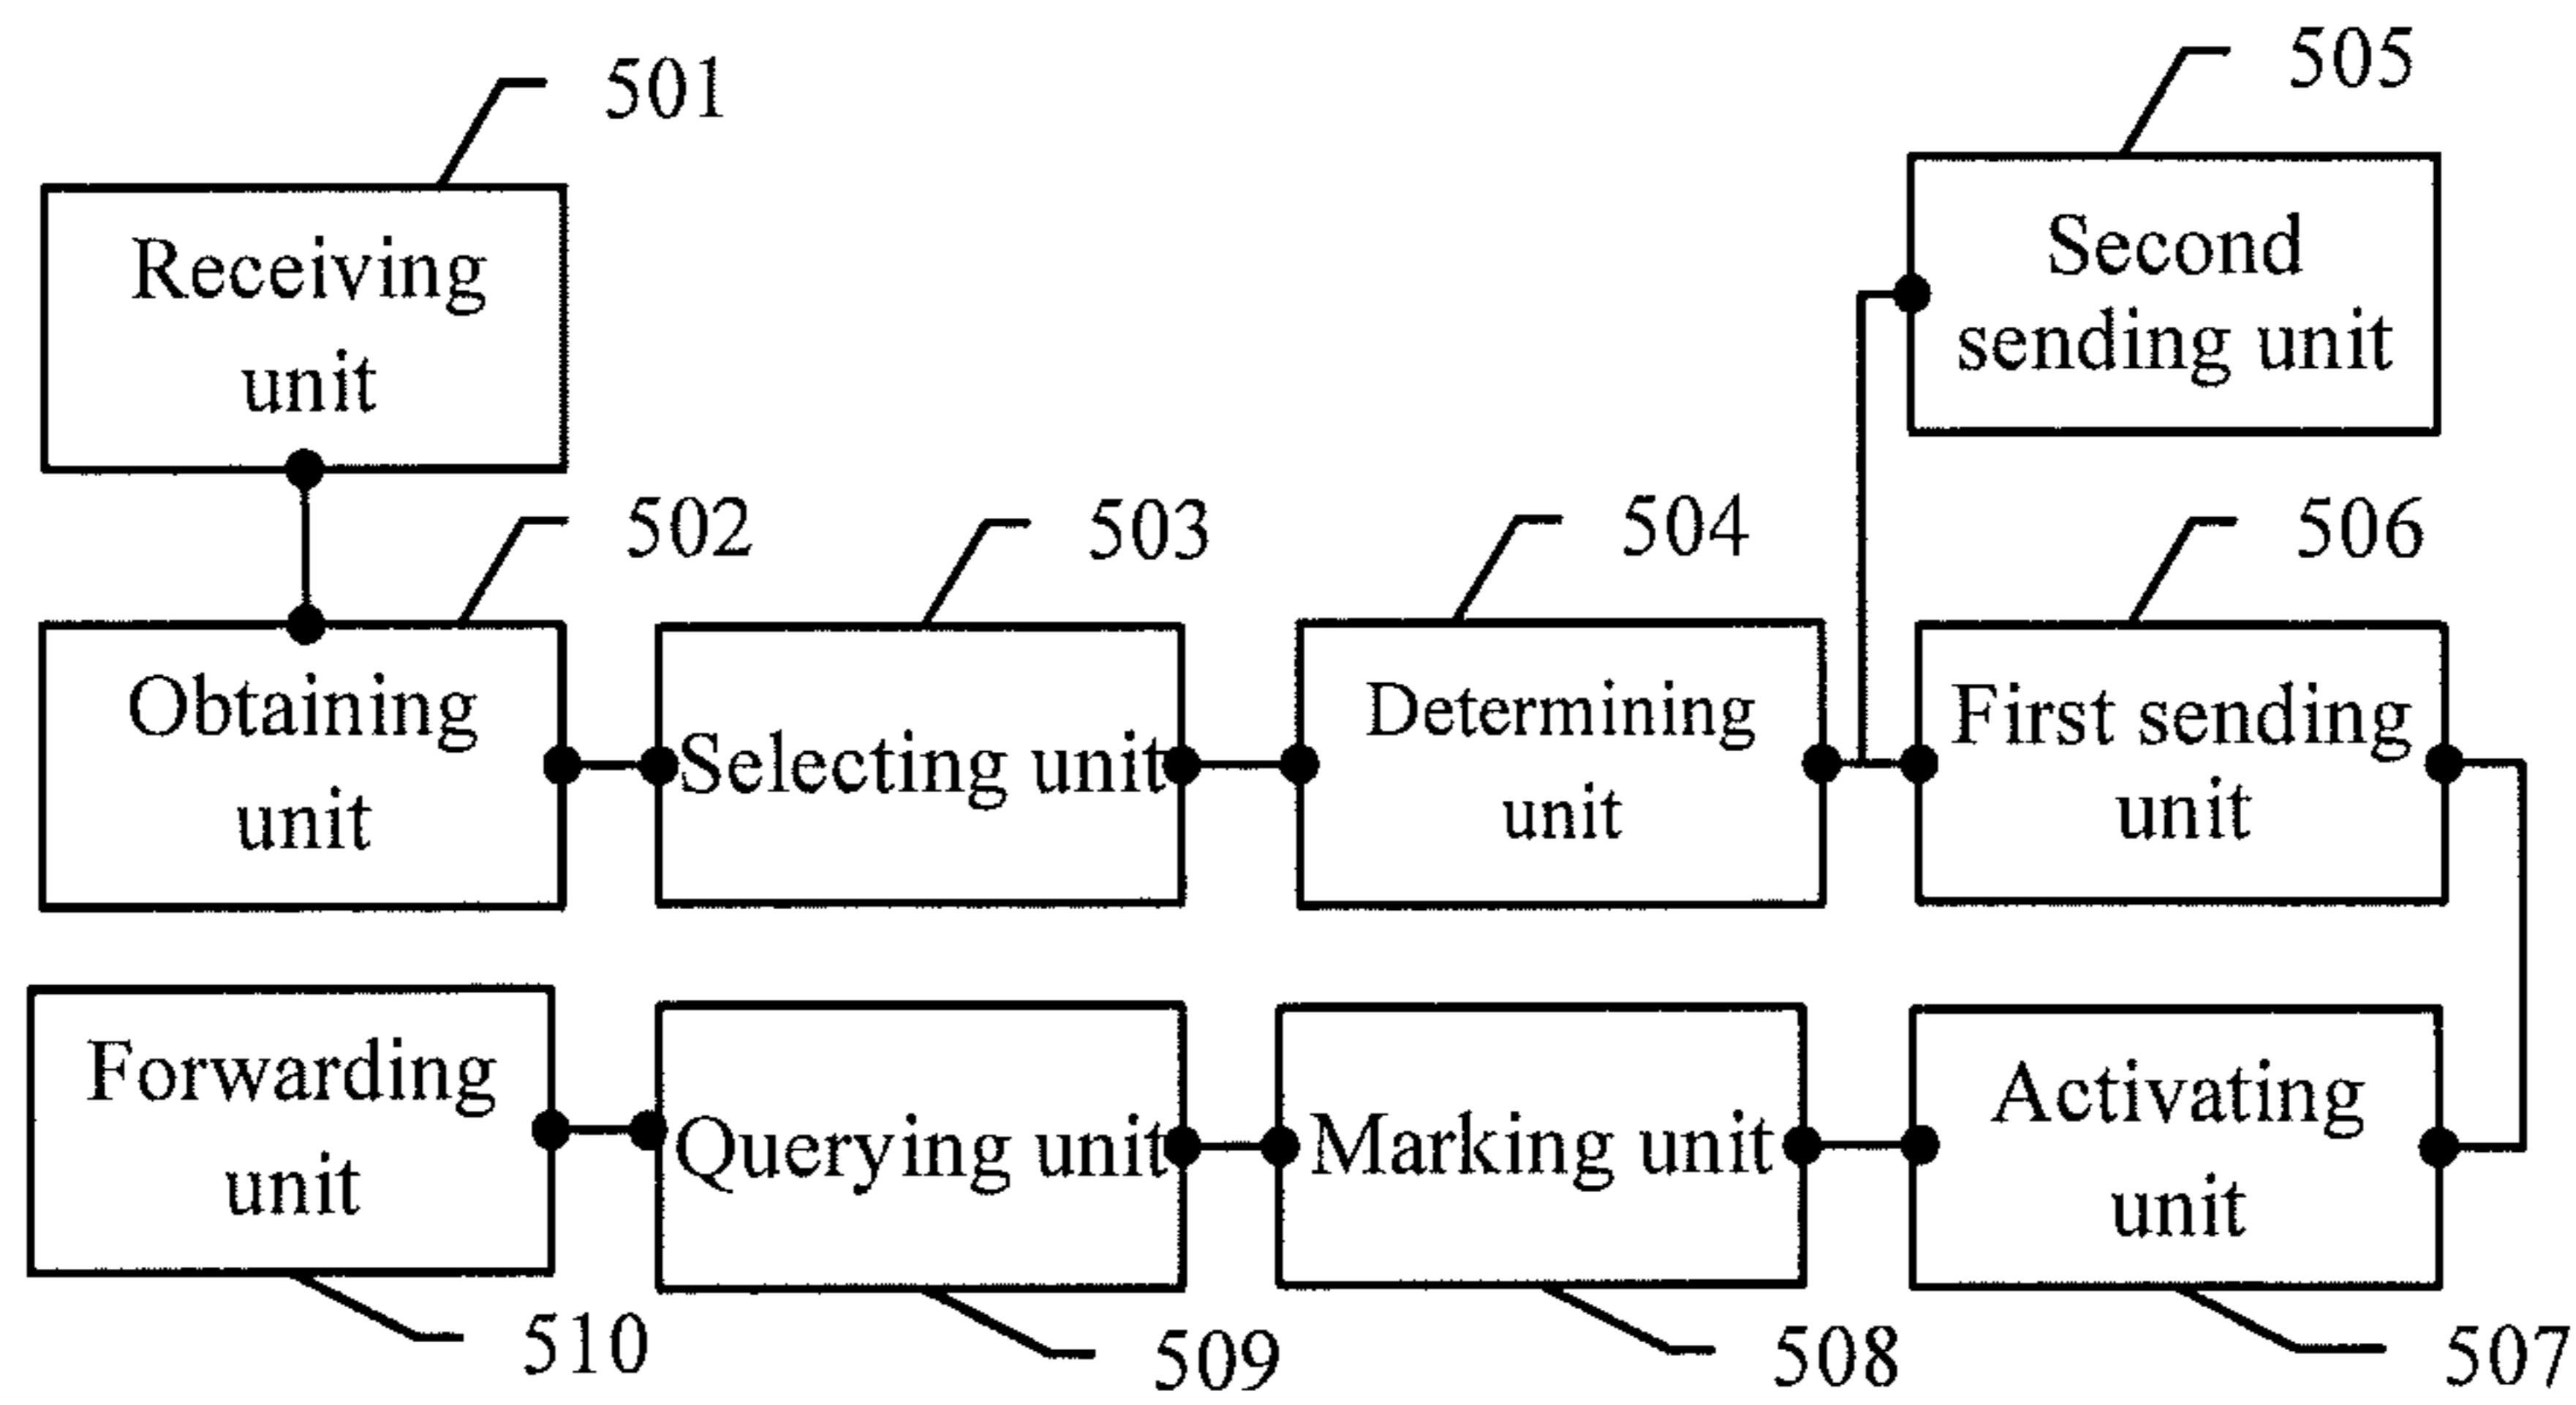 501
Receiving
unit
505
Second
sending unit
502
Obtaining
unit
503
Selecting unit
504
Determining
unit
506
First sending
unit
Forwarding
unit
510
Querying unit
509
Marking unit
508
Activating
unit
507